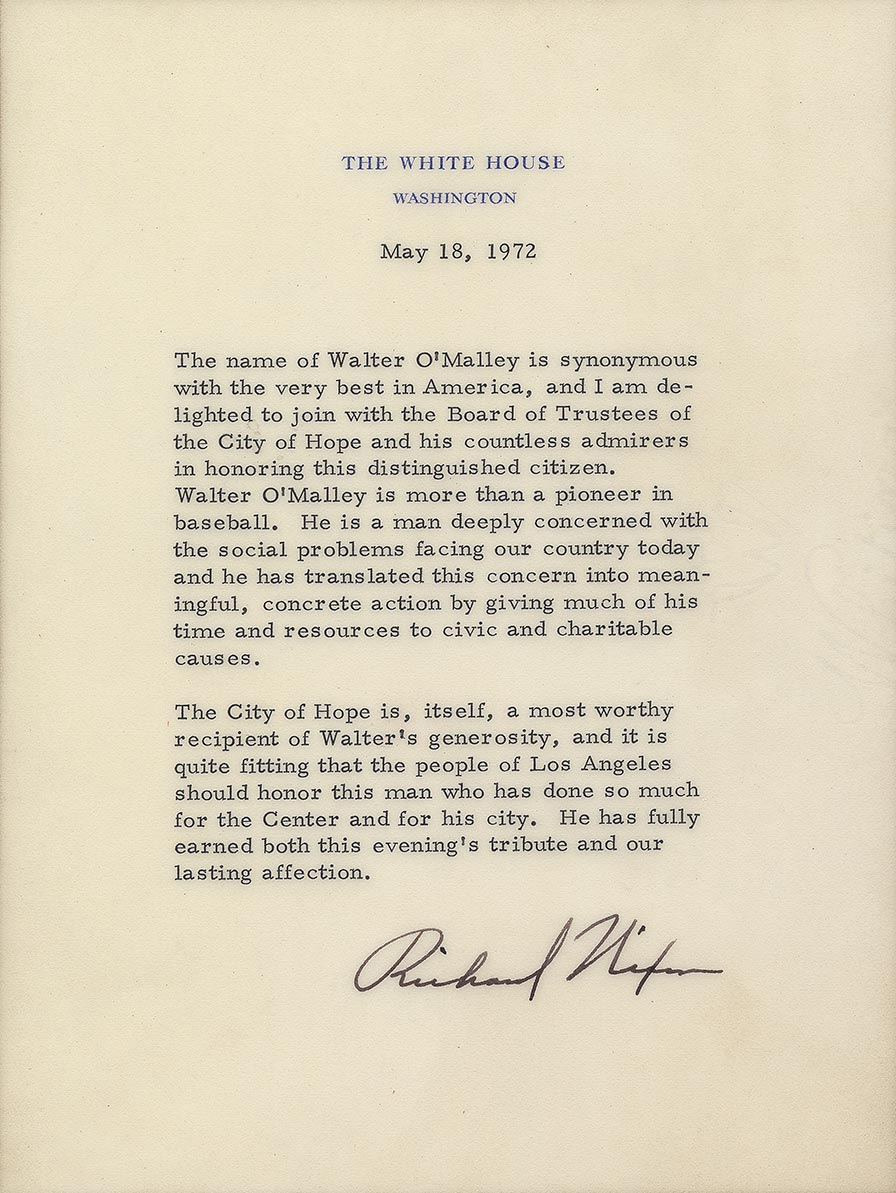 THE WHITE HOUSE
WASHINGTON
May 18, 1972
The name of Walter O'Malley is synonymous
with the very best in America, and I am de-
lighted to join with the Board of Trustees of
the City of Hope and his countless admirers
in honoring this distinguished citizen.
Walter O'Malley is more than a pioneer in
baseball.  He is a man deeply concerned with
the social problems facing our country today
and he has translated this concern into mean-
ingful, concrete action by giving much of his
time and resources to civic and charitable
causes.
The City of Hope is, itself, a most worthy
recipient of Walter's generosity, and it is
quite fitting that the people of Los Angeles
should honor this man who has done so much
for the Center and for his city.  He has fully
earned both this evening's tribute and our
lasting affection.
Richard Nixon